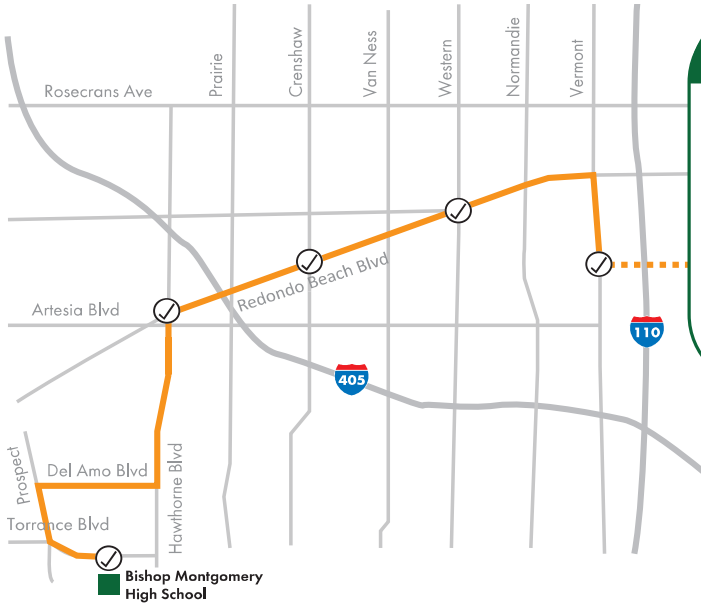 Rosecrans Ave
Prairie
Crenshaw
Van Ness
Western
Normandie
Vermont
Redondo Beach Blvd
Artesia Blvd
110
405
Prospect
Del Amo Blvd
Hawthorne Blvd
Torrance Blvd
Bishop Montgomery
High School